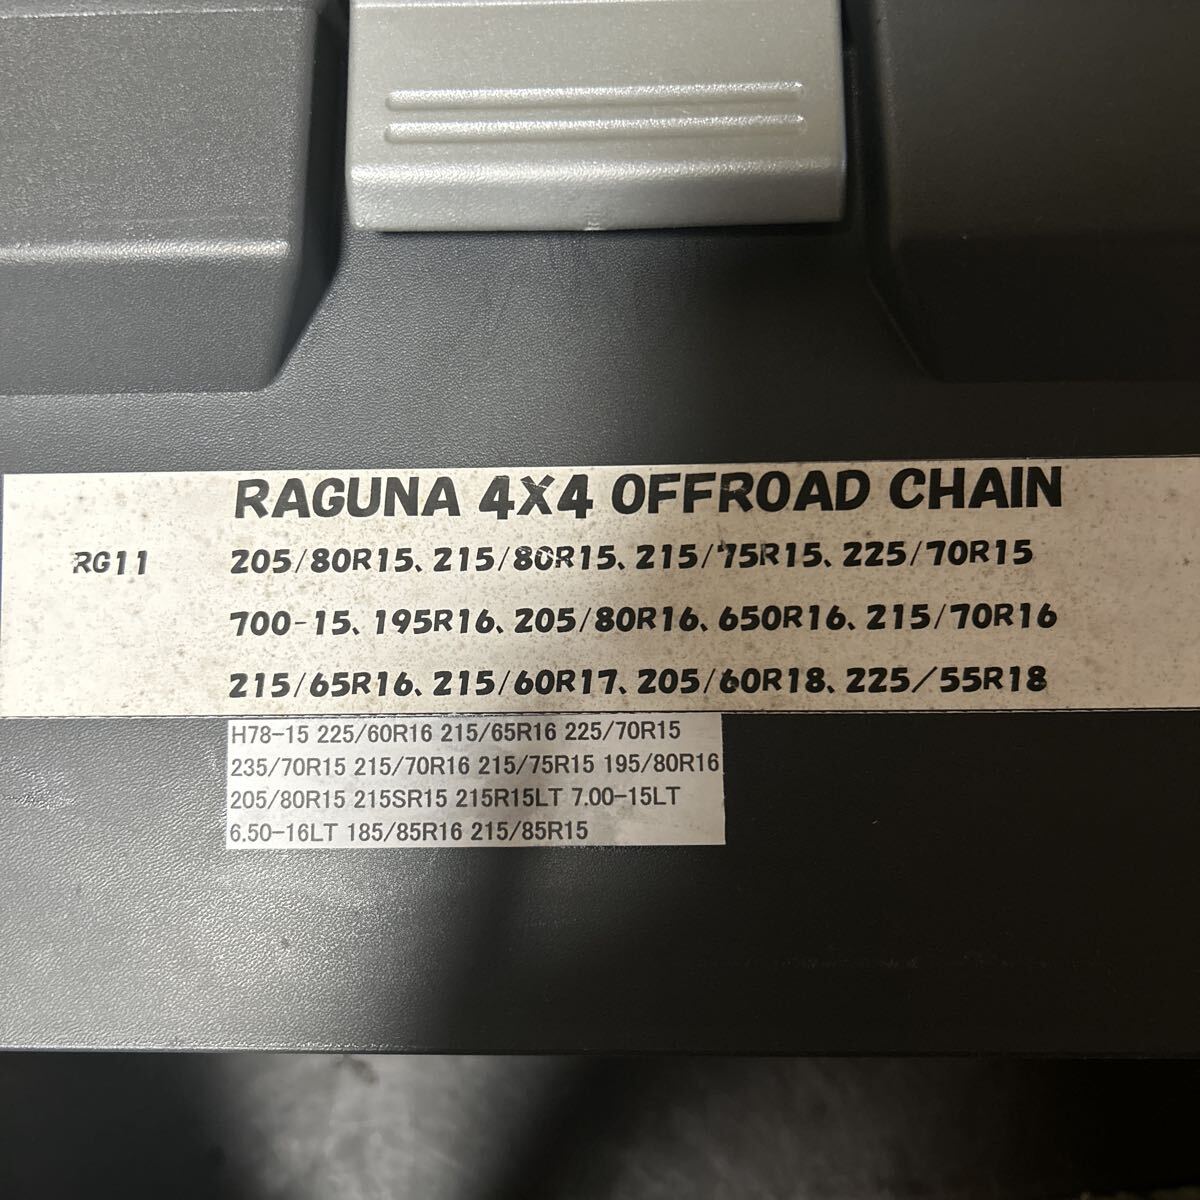 RAGUNA 4X4 OFFROAD CHAIN
RG11 205/80R15、215/80R15、215/75R15、225/70R15
700-15、195R16、205/80R16、650R16、215/70R16
215/65R16、215/60R17、205/60R18、225/55R18
H78-15 225/60R16 215/65R16 225/70R15
235/70R15 215/70R16 215/75R15 195/80R16
205/80R15 215SR15 215R15LT 7.00-15LT
6.50-16LT 185/85R16 215/85R15